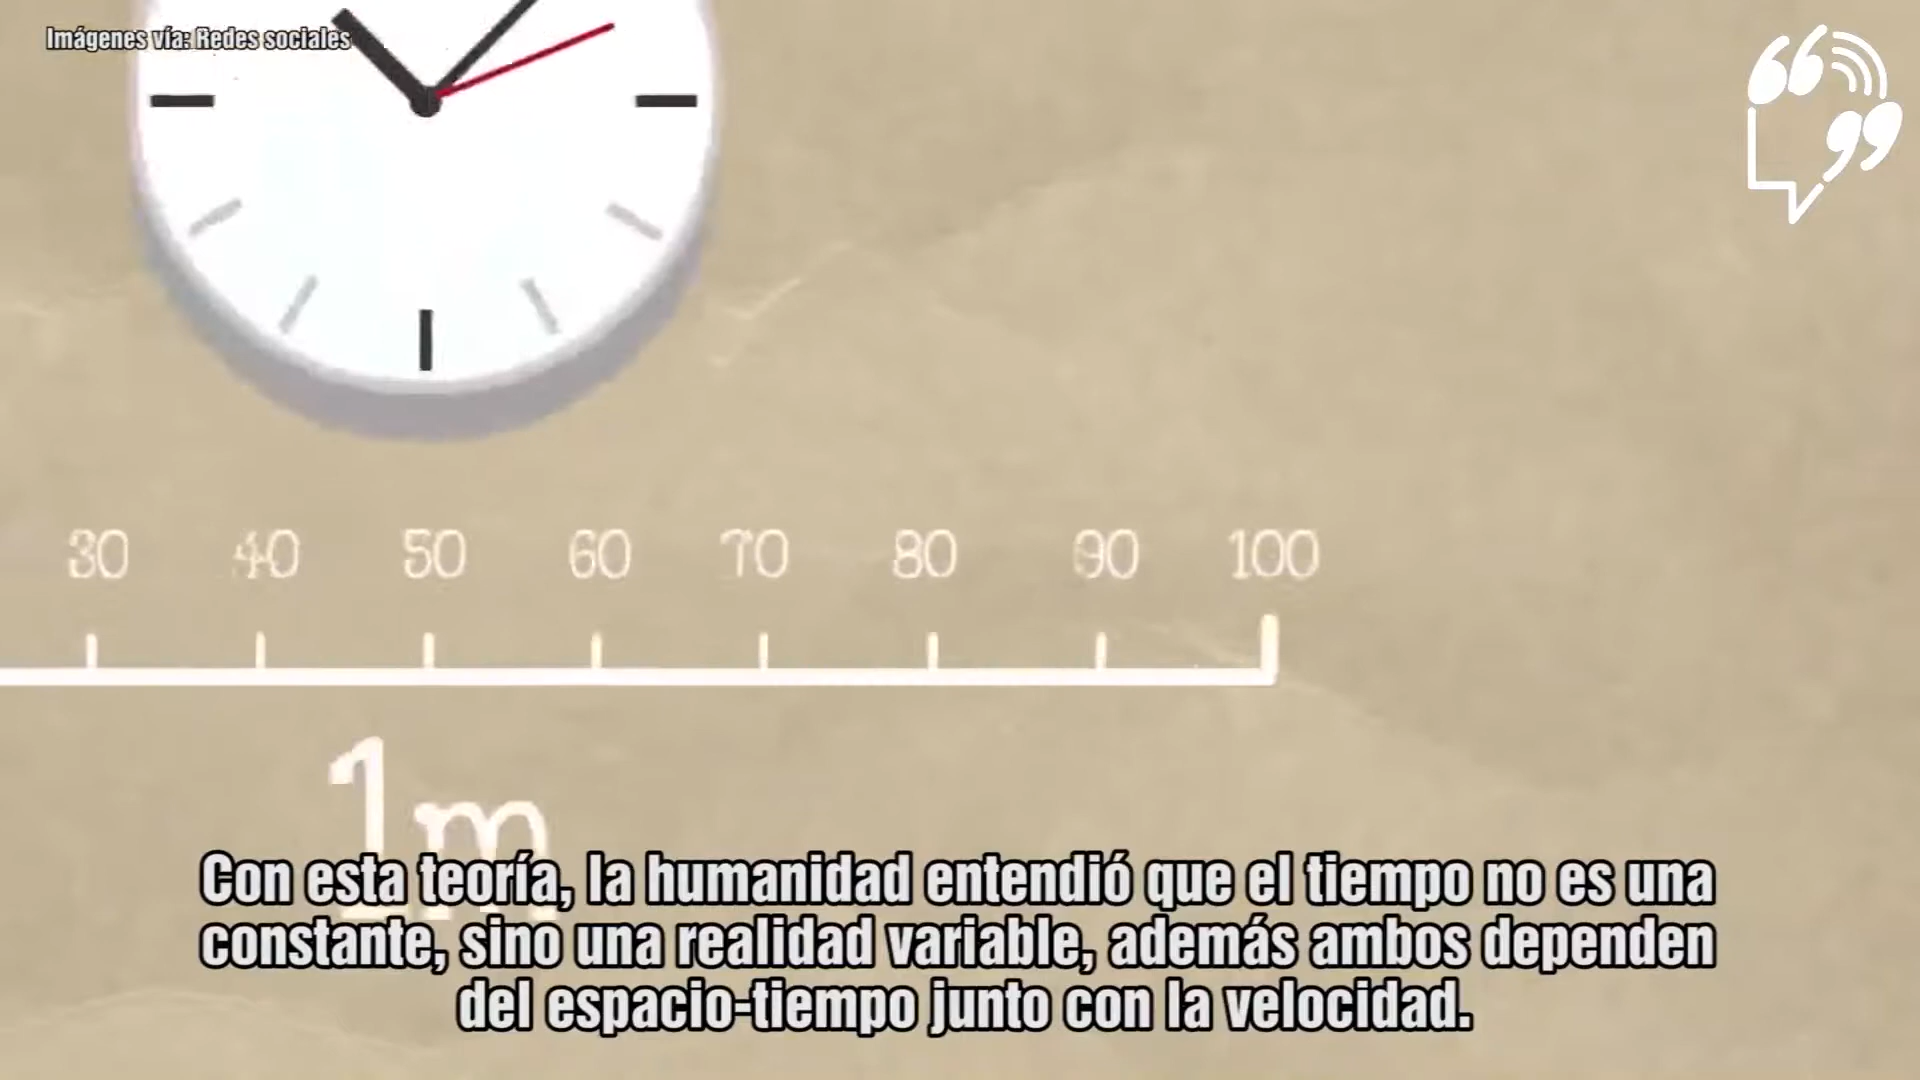 Imágenes vía: Redes sociales
30 40 50 60 70 80 90 100
1m
Con esta teoría, la humanidad entendió que el tiempo no es una
constante, sino una realidad variable, además ambos dependen
del espacio-tiempo junto con la velocidad.